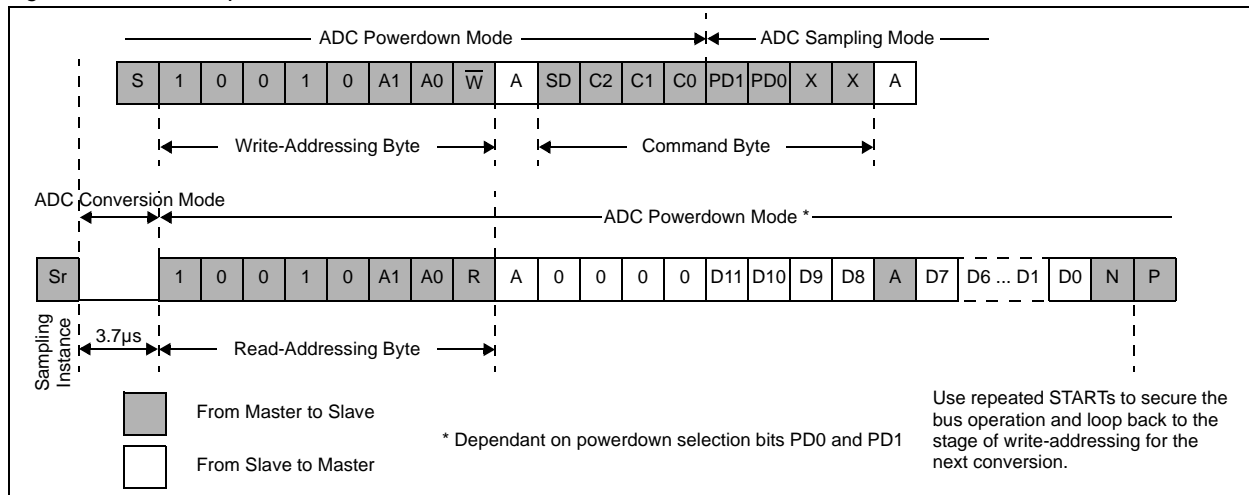 ADC Powerdown Mode ADC Sampling Mode
S 1 0 0 1 0 A1 A0 W̅ A SD C2 C1 C0 PD1 PD0 X X A
Write-Addressing Byte Command Byte
ADC Conversion Mode
ADC Powerdown Mode *
Sr 1 0 0 1 0 A1 A0 R A 0 0 0 0 D11 D10 D9 D8 A D7 D6 ... D1 D0 N P
Sampling
Instance
3.7µs
Read-Addressing Byte
From Master to Slave
From Slave to Master
* Dependant on powerdown selection bits PD0 and PD1
Use repeated STARTs to secure the
bus operation and loop back to the
stage of write-addressing for the
next conversion.